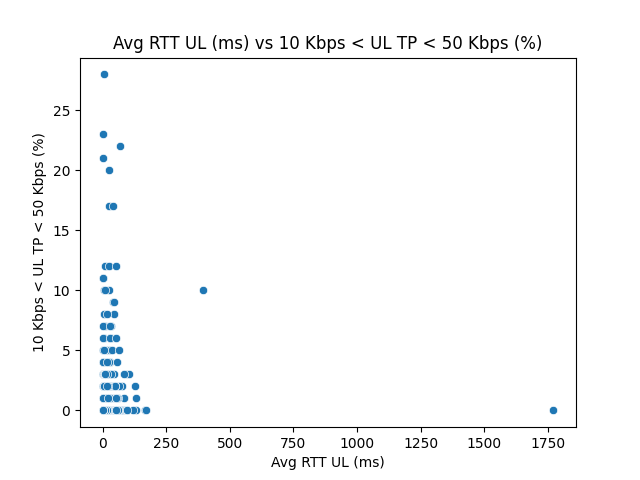 Avg RTT UL (ms) vs 10 Kbps < UL TP < 50 Kbps (%)
10 Kbps < UL TP < 50 Kbps (%)
25
20
15
10
5
0
0 250 500 750 1000 1250 1500 1750
Avg RTT UL (ms)